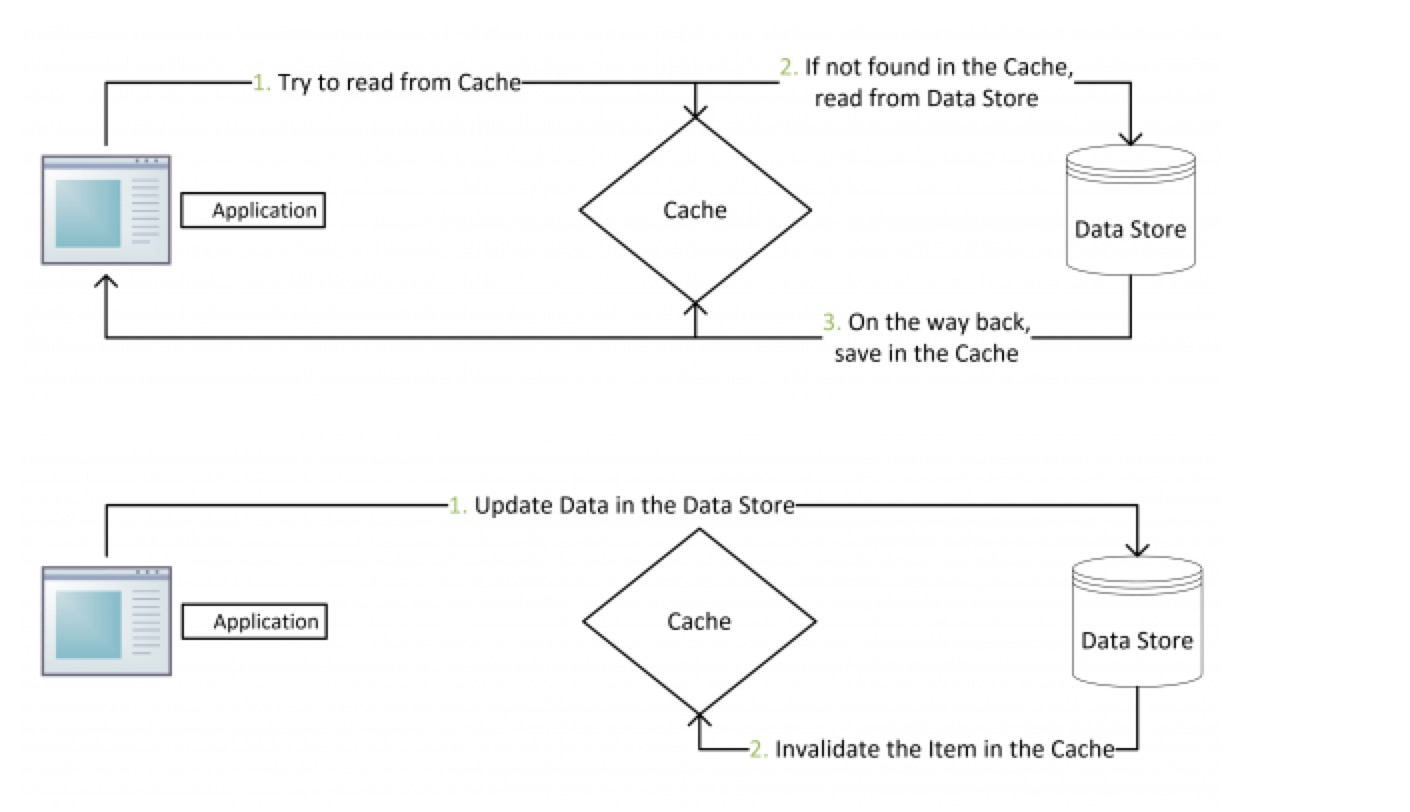 1. Try to read from Cache
2. If not found in the Cache,
read from Data Store
Application
Cache
Data Store
3. On the way back,
save in the Cache
1. Update Data in the Data Store
Application
Cache
Data Store
2. Invalidate the Item in the Cache